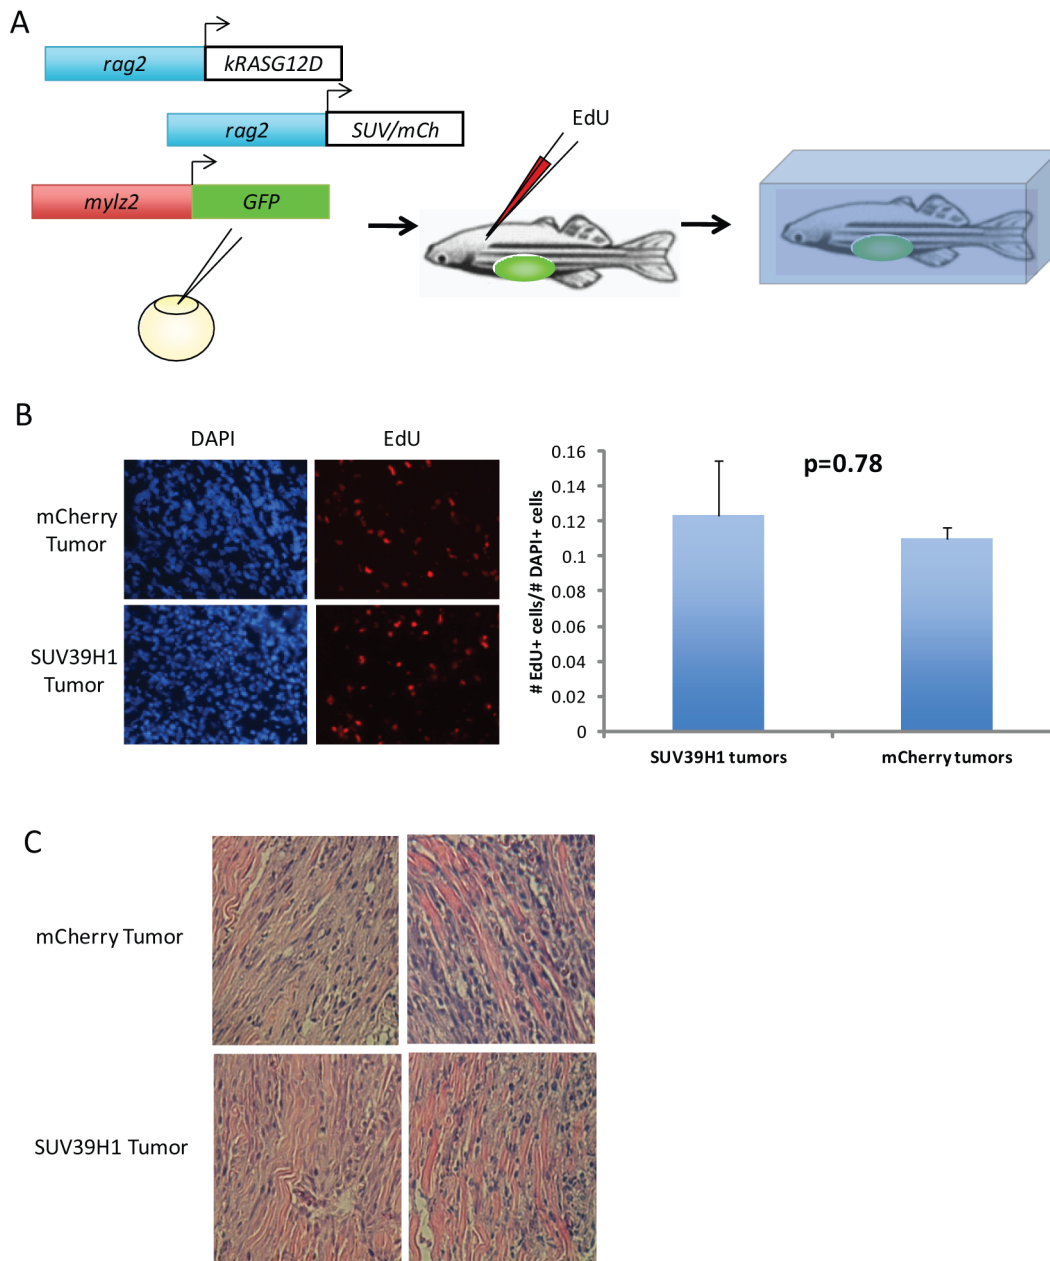 A
rag2 kRASG12D
rag2 SUV/mCh
mylz2 GFP
EdU
B
DAPI EdU
mCherry
Tumor
SUV39H1
Tumor
# EdU+ cells/# DAPI+ cells
0.16
0.14
0.12
0.1
0.08
0.06
0.04
0.02
0
p=0.78
SUV39H1 tumors mCherry tumors
C
mCherry Tumor
SUV39H1 Tumor